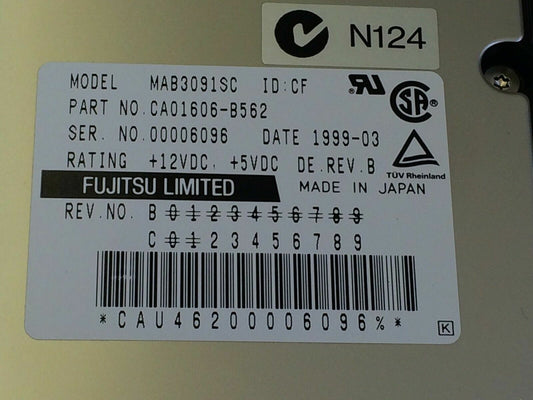 N124
MODEL MAB3091SC ID:CF
PART NO.CA01606-B562
SER. NO.00006096 DATE 1999-03
RATING +12VDC, +5VDC DE.REV.B
TÜV Rheinland
FUJITSU LIMITED MADE IN JAPAN
REV.NO. B 0 1 2 3 4 5 6 7 8 9
C 0 1 2 3 4 5 6 7 8 9
*CAU46200006096%*
K